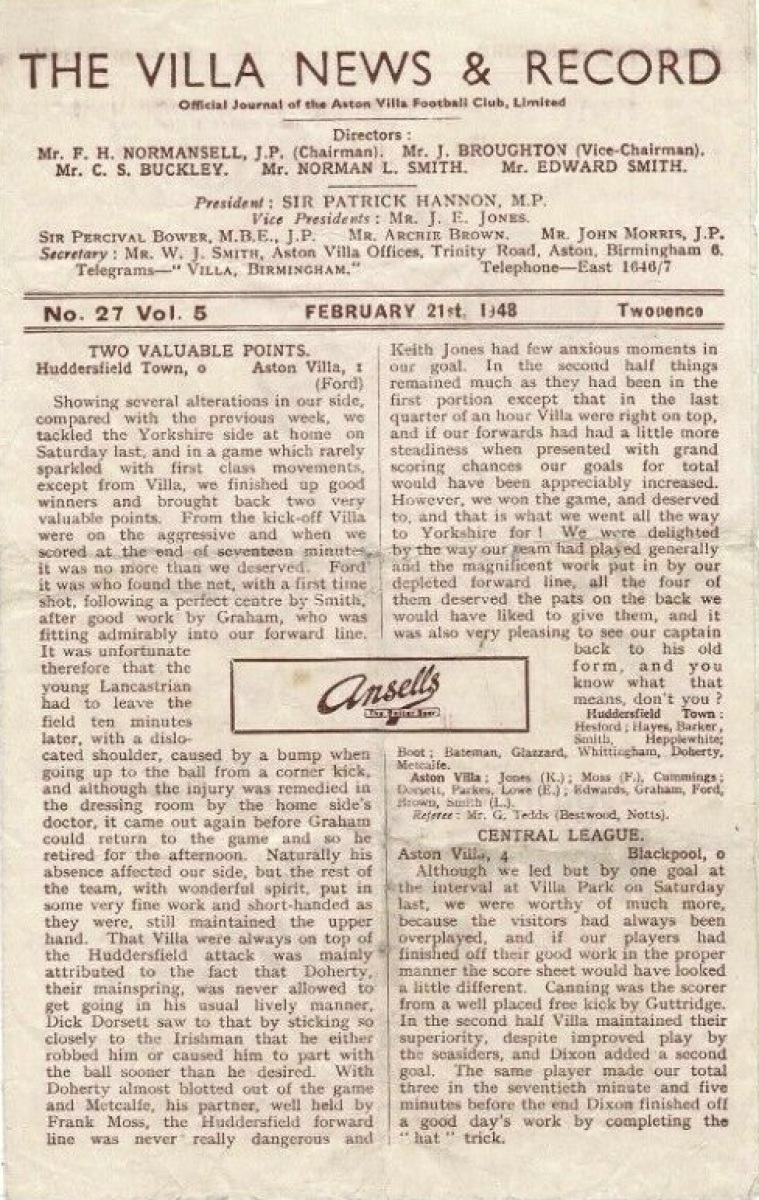 THE VILLA NEWS & RECORD
Official Journal of the Aston Villa Football Club, Limited
Directors :
Mr. F. H. NORMANSELL, J.P. (Chairman). Mr. J. BROUGHTON (Vice-Chairman).
Mr. C. S. BUCKLEY. Mr. NORMAN L. SMITH. Mr. EDWARD SMITH.
President : SIR PATRICK HANNON, M.P.
Vice Presidents : MR. J. E. JONES.
SIR PERCIVAL BOWER, M.B.E., J.P. MR. ARCHIE BROWN. MR. JOHN MORRIS, J.P.
Secretary : MR. W. J. SMITH, Aston Villa Offices, Trinity Road, Aston, Birmingham 6.
Telegrams—" VILLA, BIRMINGHAM." Telephone—East 1646/7
No. 27 Vol. 5 FEBRUARY 21st, 1948 Twopence
TWO VALUABLE POINTS.
Huddersfield Town, 0 Aston Villa, 1
(Ford)
Showing several alterations in our side,
compared with the previous week, we
tackled the Yorkshire side at home on
Saturday last, and in a game which rarely
sparkled with first class movements,
except from Villa, we finished up good
winners and brought back two very
valuable points. From the kick-off Villa
were on the aggressive and when we
scored at the end of seventeen minutes
it was no more than we deserved. Ford
it was who found the net, with a first time
shot, following a perfect centre by Smith,
after good work by Graham, who was
fitting admirably into our forward line.
It was unfortunate
therefore that the
young Lancastrian
had to leave the
field ten minutes
later, with a dislo-
cated shoulder, caused by a bump when
going up to the ball from a corner kick,
and although the injury was remedied in
the dressing room by the home side's
doctor, it came out again before Graham
could return to the game and so he
retired for the afternoon. Naturally his
absence affected our side, but the rest of
the team, with wonderful spirit, put in
some very fine work and short-handed as
they were, still maintained the upper
hand. That Villa were always on top of
the Huddersfield attack was mainly
attributed to the fact that Doherty,
their mainspring, was never allowed to
get going in his usual lively manner,
Dick Dorsett saw to that by sticking so
closely to the Irishman that he either
robbed him or caused him to part with
the ball sooner than he desired. With
Doherty almost blotted out of the game
and Metcalfe, his partner, well held by
Frank Moss, the Huddersfield forward
line was never really dangerous and
Ansells
The Better Beer
Keith Jones had few anxious moments in
our goal. In the second half things
remained much as they had been in the
first portion except that in the last
quarter of an hour Villa were right on top,
and if our forwards had had a little more
steadiness when presented with grand
scoring chances our goals for total
would have been appreciably increased.
However, we won the game, and deserved
to, and that is what we went all the way
to Yorkshire for ! We were delighted
by the way our team had played generally
and the magnificent work put in by our
depleted forward line, all the four of
them deserved the pats on the back we
would have liked to give them, and it
was also very pleasing to see our captain
back to his old
form, and you
know what that
means, don't you ?
Huddersfield Town :
Hesford ; Hayes, Barker,
Smith, Hepplewhite;
Boot ; Bateman, Glazzard, Whittingham, Doherty,
Metcalfe.
Aston Villa ; Jones (K.) ; Moss (F.), Cummings ;
Dorsett, Parkes, Lowe (E.) ; Edwards, Graham, Ford,
Brown, Smith (L.).
Referee : Mr. G. Tedds (Bestwood, Notts).
CENTRAL LEAGUE.
Aston Villa, 4 Blackpool, 0
Although we led but by one goal at
the interval at Villa Park on Saturday
last, we were worthy of much more,
because the visitors had always been
overplayed, and if our players had
finished off their good work in the proper
manner the score sheet would have looked
a little different. Canning was the scorer
from a well placed free kick by Guttridge.
In the second half Villa maintained their
superiority, despite improved play by
the seasiders, and Dixon added a second
goal. The same player made our total
three in the seventieth minute and five
minutes before the end Dixon finished off
a good day's work by completing the
" hat " trick.